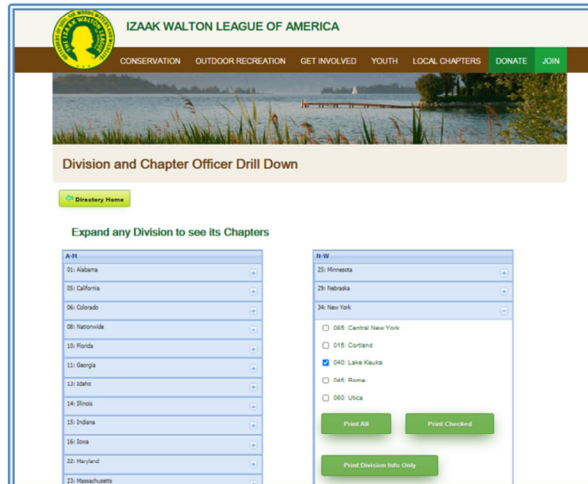 IZAAK WALTON LEAGUE OF AMERICA
CONSERVATION OUTDOOR RECREATION GET INVOLVED YOUTH LOCAL CHAPTERS DONATE JOIN
Division and Chapter Officer Drill Down
Directory Home
Expand any Division to see its Chapters
A-M
01: Alabama
05: California
06: Colorado
08: Nationwide
10: Florida
11: Georgia
13: Idaho
14: Illinois
15: Indiana
16: Iowa
22: Maryland
23: Massachusetts
N-W
25: Minnesota
29: Nebraska
34: New York
085: Central New York
015: Cortland
040: Lake Keuka
045: Rome
060: Utica
Print All Print Checked
Print Division Info Only